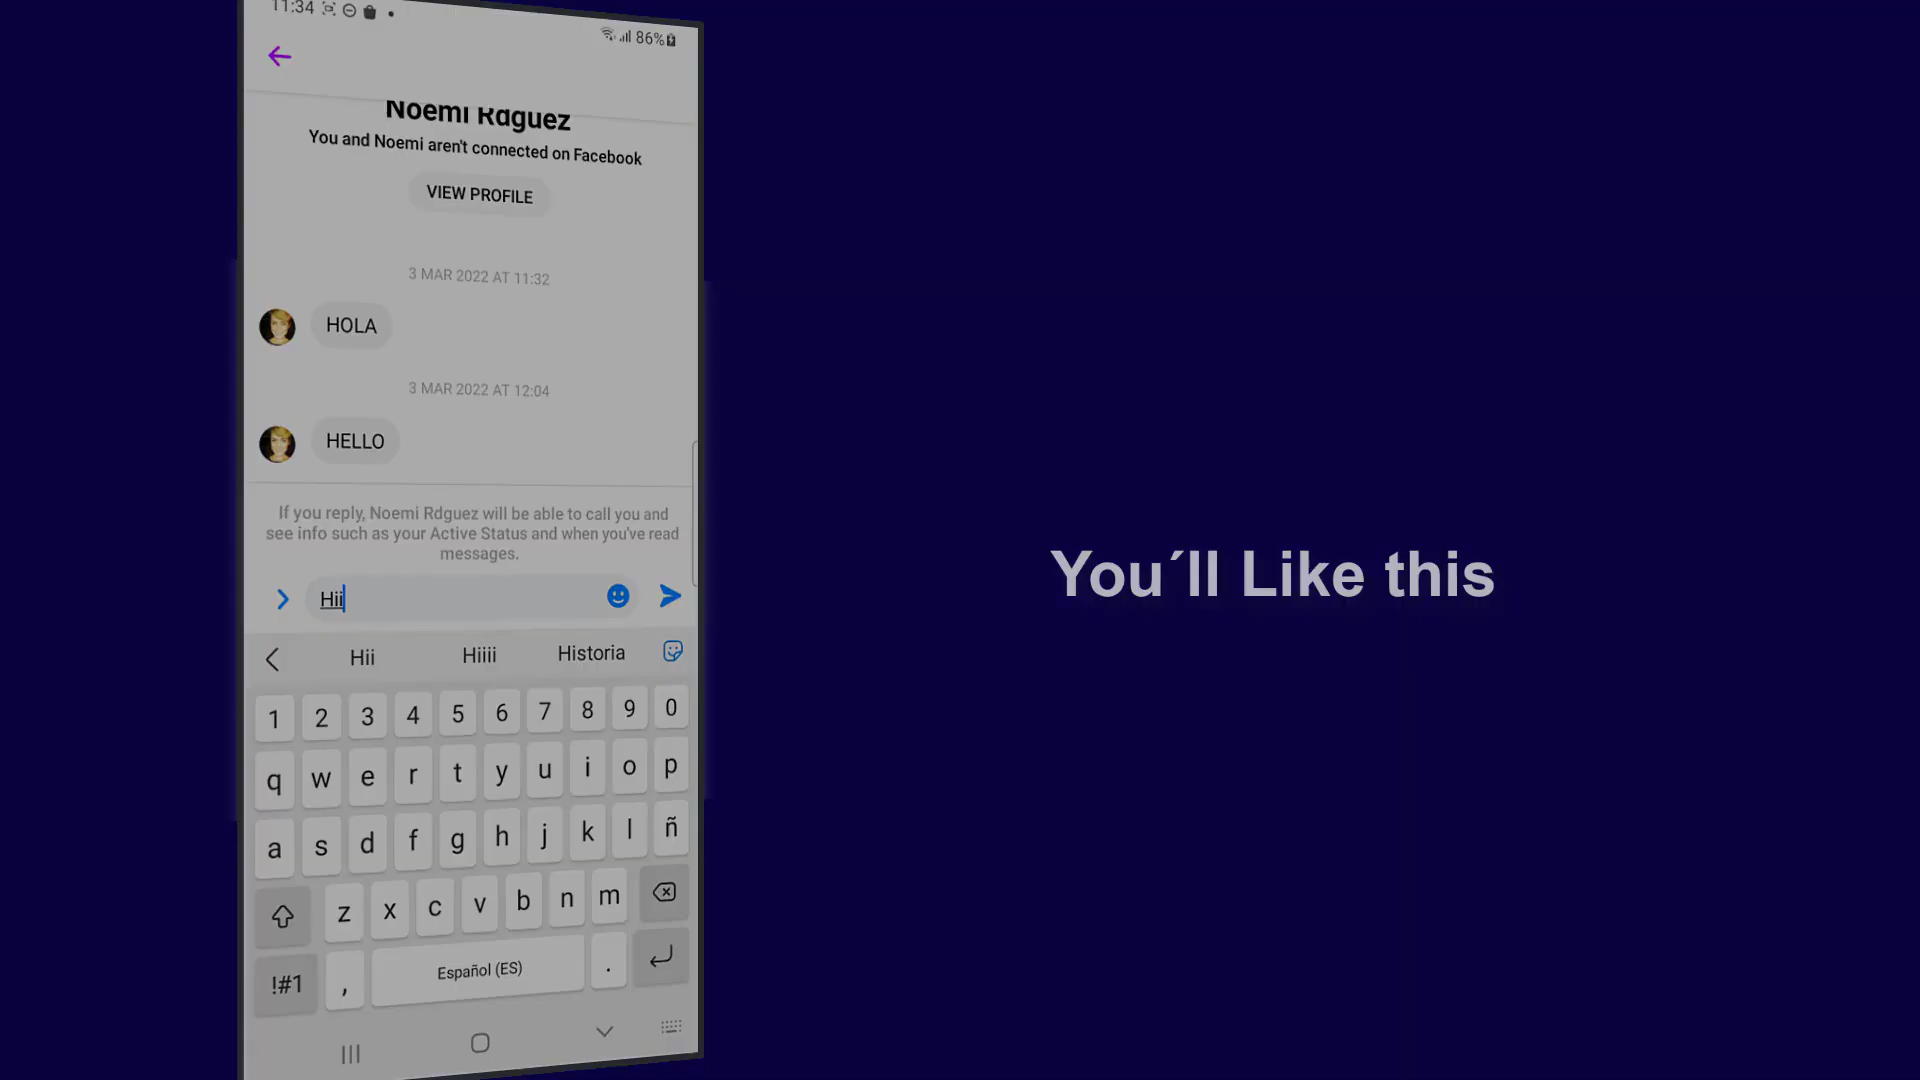 11:34
86%
Noemi Rdguez
You and Noemi aren't connected on Facebook
VIEW PROFILE
3 MAR 2022 AT 11:32
HOLA
3 MAR 2022 AT 12:04
HELLO
If you reply, Noemi Rdguez will be able to call you and
see info such as your Active Status and when you've read
messages.
Hii
Hii Hiiii Historia
1 2 3 4 5 6 7 8 9 0
q w e r t y u i o p
a s d f g h j k l ñ
z x c v b n m
!#1 , Español (ES) .
You´ll Like this